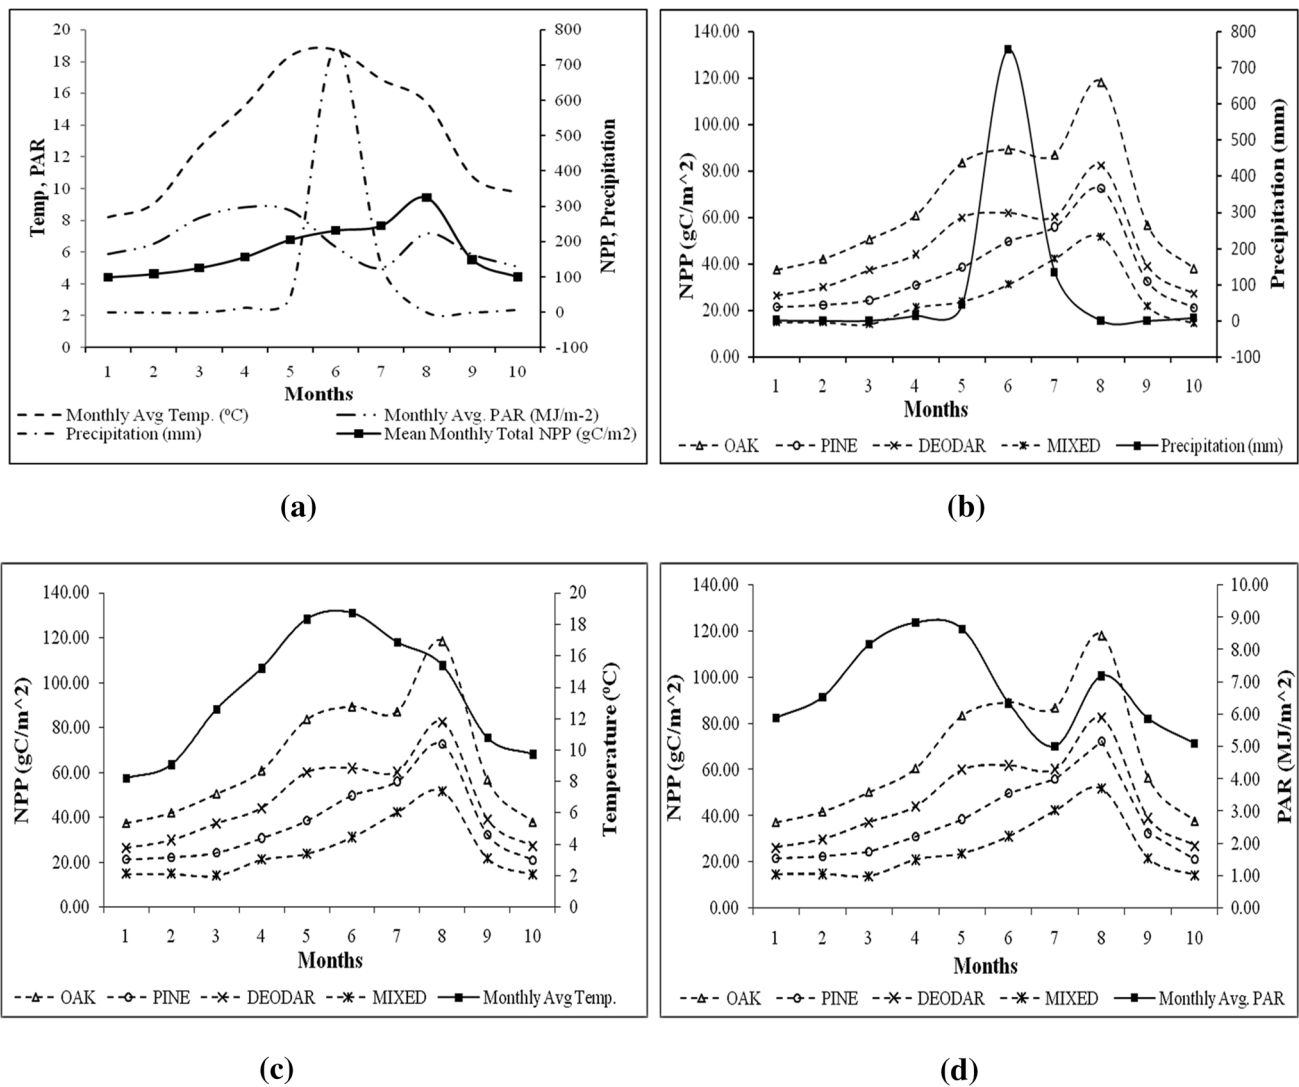 20
18
16
14
12
10
8
6
4
2
0
Temp, PAR
800
700
600
500
400
300
200
100
0
-100
NPP, Precipitation
1 2 3 4 5 6 7 8 9 10
Months
Monthly Avg Temp. (ºC)
Monthly Avg. PAR (MJ/m-2)
Precipitation (mm)
Mean Monthly Total NPP (gC/m2)
(a)
140.00
120.00
100.00
80.00
60.00
40.00
20.00
0.00
NPP (gC/m^2)
800
700
600
500
400
300
200
100
0
-100
Precipitation (mm)
1 2 3 4 5 6 7 8 9 10
Months
OAK PINE DEODAR MIXED Precipitation (mm)
(b)
140.00
120.00
100.00
80.00
60.00
40.00
20.00
0.00
NPP (gC/m^2)
20
18
16
14
12
10
8
6
4
2
0
Temperature (ºC)
1 2 3 4 5 6 7 8 9 10
Months
OAK PINE DEODAR MIXED Monthly Avg Temp.
(c)
140.00
120.00
100.00
80.00
60.00
40.00
20.00
0.00
NPP (gC/m^2)
10.00
9.00
8.00
7.00
6.00
5.00
4.00
3.00
2.00
1.00
0.00
PAR (MJ/m^2)
1 2 3 4 5 6 7 8 9 10
Months
OAK PINE DEODAR MIXED Monthly Avg. PAR
(d)